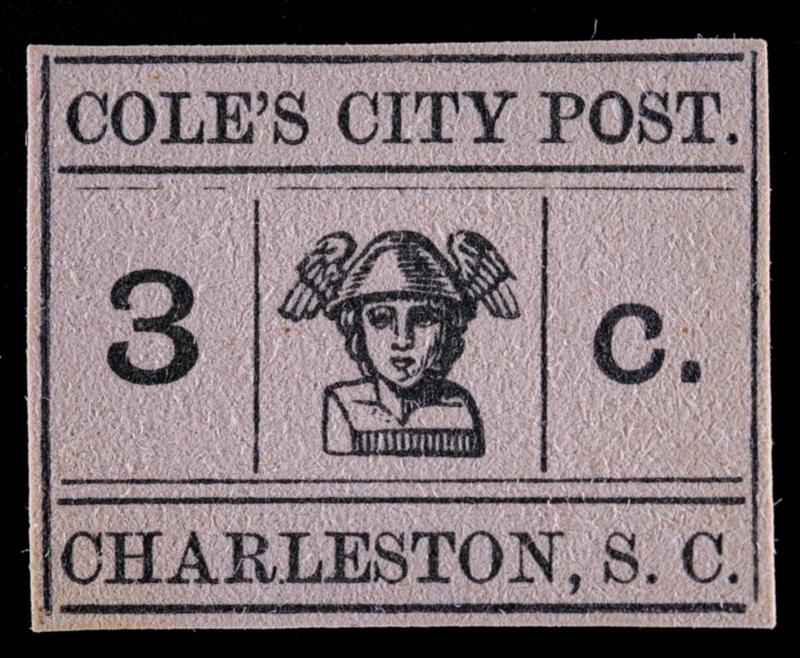 COLE'S CITY POST.
3 c.
CHARLESTON, S. C.